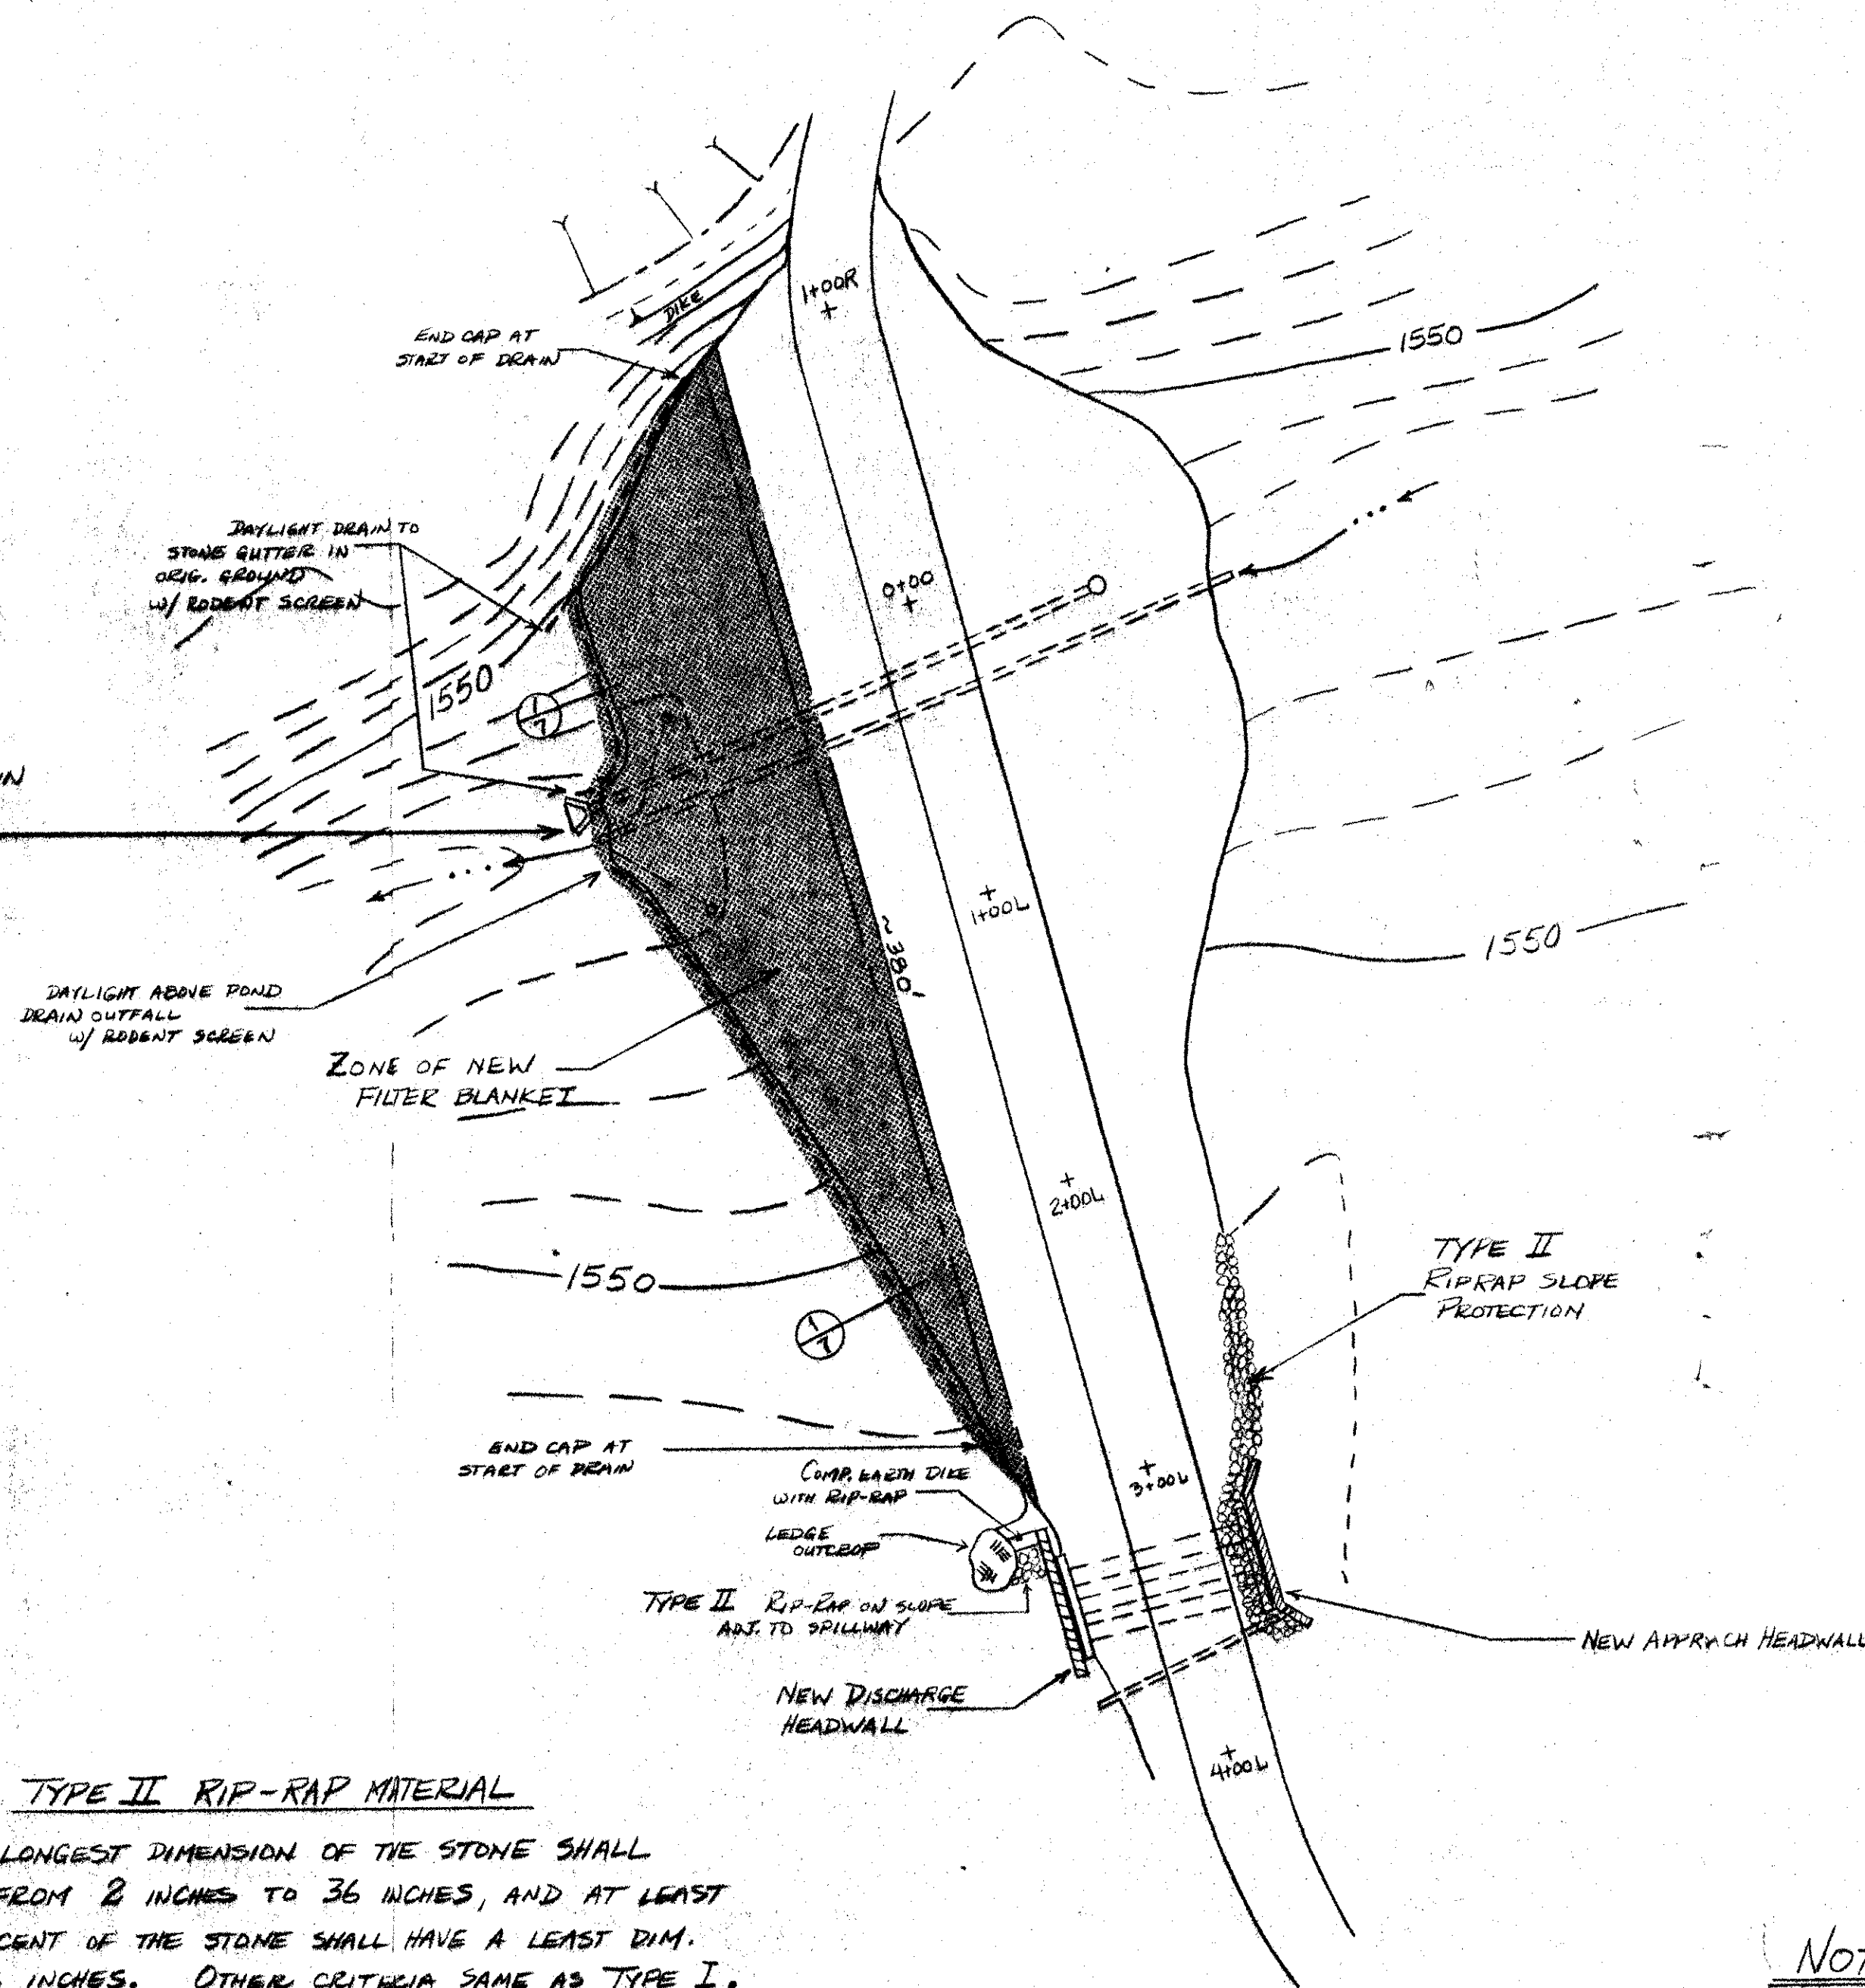 1+00R
DIKE
END CAP AT
START OF DRAIN
1550
DAYLIGHT DRAIN TO
STONE GUTTER IN
ORIG. GROUND
W/ RODENT SCREEN
0+00
1550
1/7
IN
1+00L
~380'
1550
DAYLIGHT ABOVE POND
DRAIN OUTFALL
W/ RODENT SCREEN
ZONE OF NEW
FILTER BLANKET
2+00L
TYPE II
RIPRAP SLOPE
PROTECTION
1550
1/7
END CAP AT
START OF DRAIN
COMP. EARTH DIKE
WITH RIP-RAP
3+00L
LEDGE
OUTCROP
TYPE II RIP-RAP ON SLOPE
ADJ. TO SPILLWAY
NEW APPRACH HEADWALL
NEW DISCHARGE
HEADWALL
4+00L
TYPE II RIP-RAP MATERIAL
LONGEST DIMENSION OF THE STONE SHALL
FROM 2 INCHES TO 36 INCHES, AND AT LEAST
CENT OF THE STONE SHALL HAVE A LEAST DIM.
INCHES. OTHER CRITERIA SAME AS TYPE I.
NOT